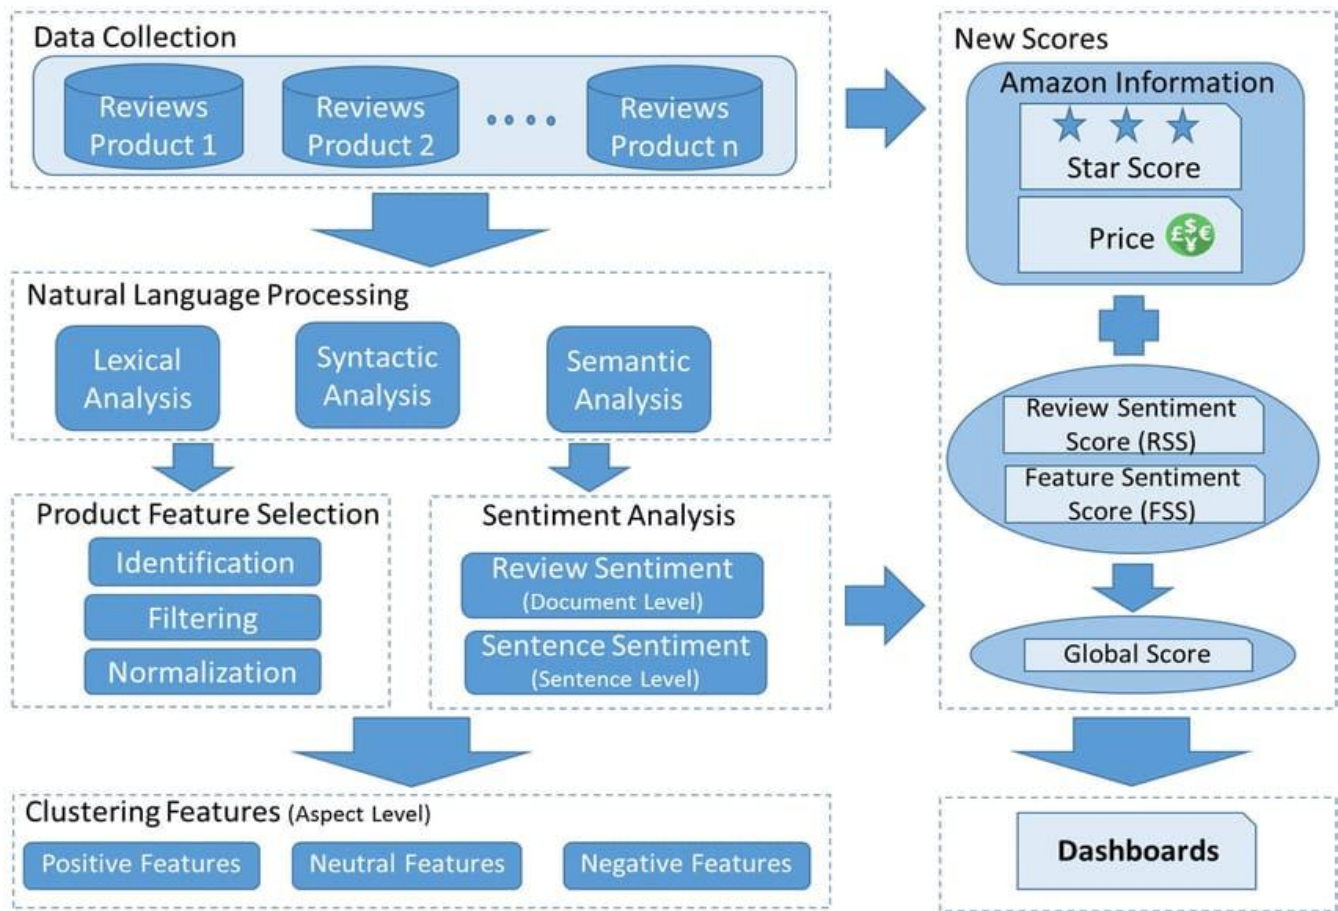 Data Collection
Reviews
Product 1
Reviews
Product 2
Reviews
Product n
Natural Language Processing
Lexical
Analysis
Syntactic
Analysis
Semantic
Analysis
Product Feature Selection
Identification
Filtering
Normalization
Sentiment Analysis
Review Sentiment
(Document Level)
Sentence Sentiment
(Sentence Level)
Clustering Features (Aspect Level)
Positive Features
Neutral Features
Negative Features
New Scores
Amazon Information
Star Score
Price £$¥€
Review Sentiment
Score (RSS)
Feature Sentiment
Score (FSS)
Global Score
Dashboards